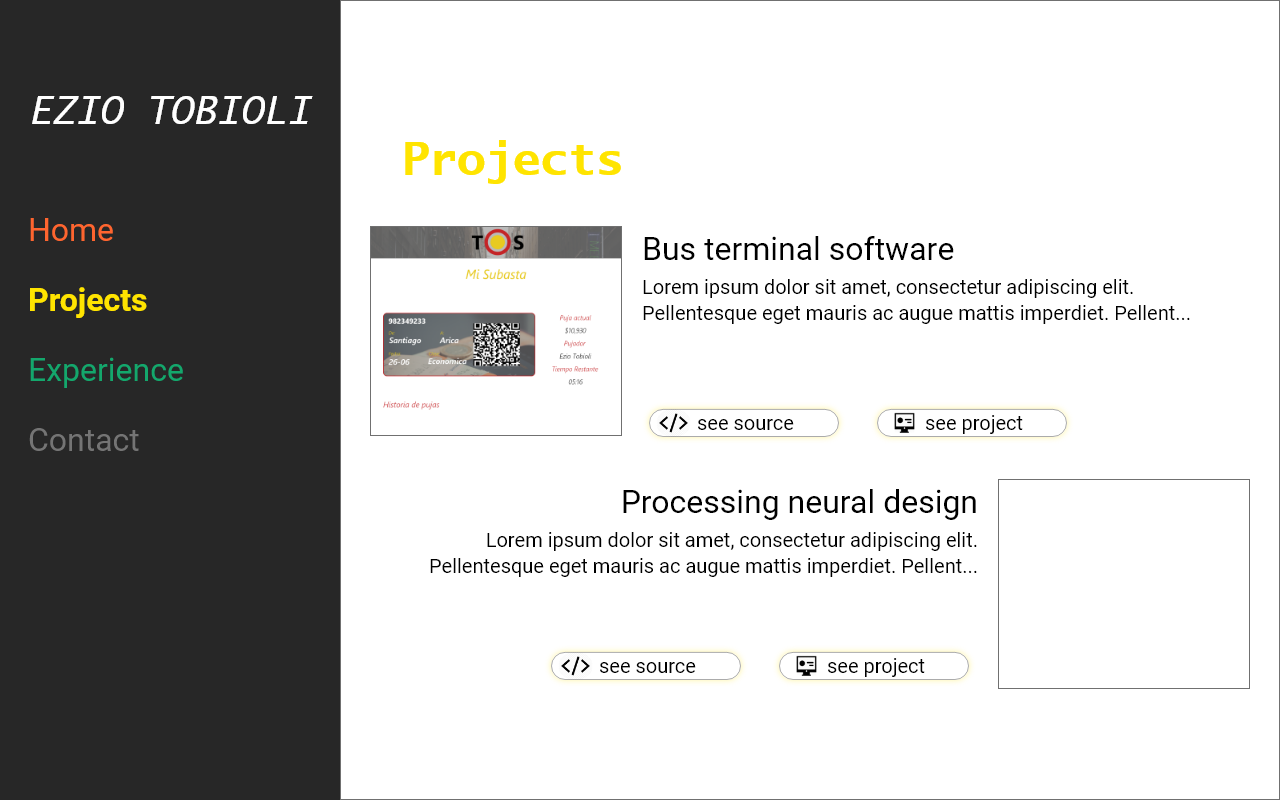 EZIO TOBIOLI
Home
Projects
Experience
Contact
Projects
TOS
Mi Subasta
982349233
Santiago Arica
26-06 Economico
Puja actual
$10,930
Pujador
Ezio Tobioli
Tiempo Restante
05:16
Historia de pujas
Bus terminal software
Lorem ipsum dolor sit amet, consectetur adipiscing elit.
Pellentesque eget mauris ac augue mattis imperdiet. Pellent...
</> see source
see project
Processing neural design
Lorem ipsum dolor sit amet, consectetur adipiscing elit.
Pellentesque eget mauris ac augue mattis imperdiet. Pellent...
</> see source
see project